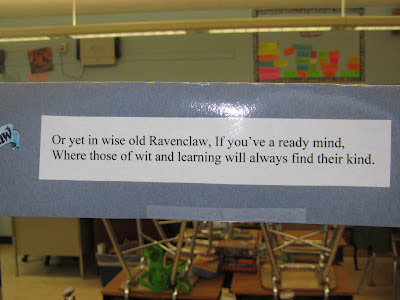 Or yet in wise old Ravenclaw, If you've a ready mind,
Where those of wit and learning will always find their kind.